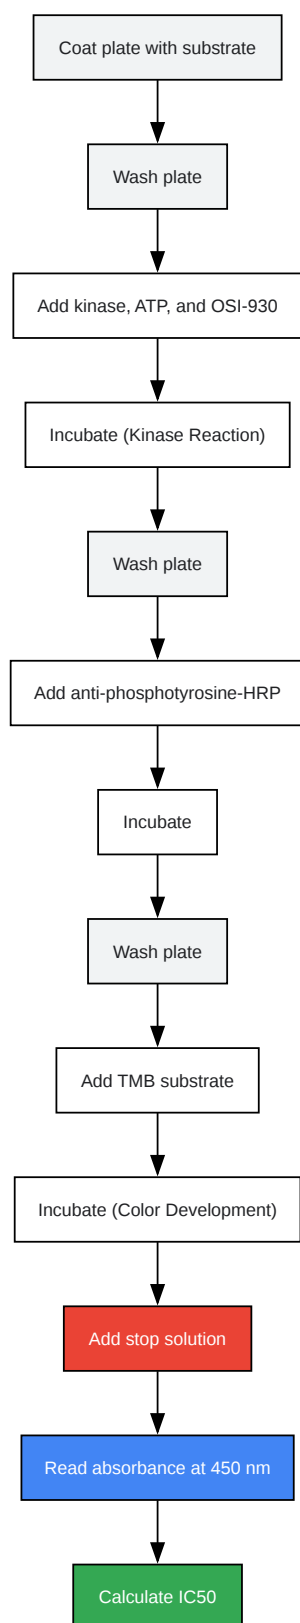 Coat plate with substrate
Wash plate
Add kinase, ATP, and OSI-930
Incubate (Kinase Reaction)
Wash plate
Add anti-phosphotyrosine-HRP
Incubate
Wash plate
Add TMB substrate
Incubate (Color Development)
Add stop solution
Read absorbance at 450 nm
Calculate IC50